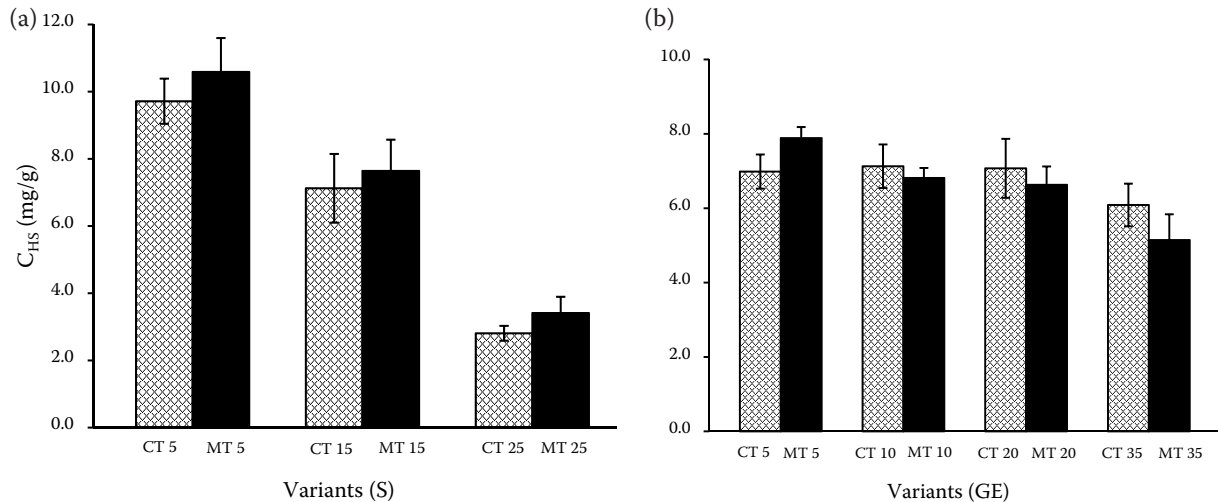 (a)
12.0
10.0
8.0
6.0
4.0
2.0
0.0
C_HS (mg/g)
CT 5 MT 5 CT 15 MT 15 CT 25 MT 25
Variants (S)
(b)
10.0
8.0
6.0
4.0
2.0
0.0
CT 5 MT 5 CT 10 MT 10 CT 20 MT 20 CT 35 MT 35
Variants (GE)